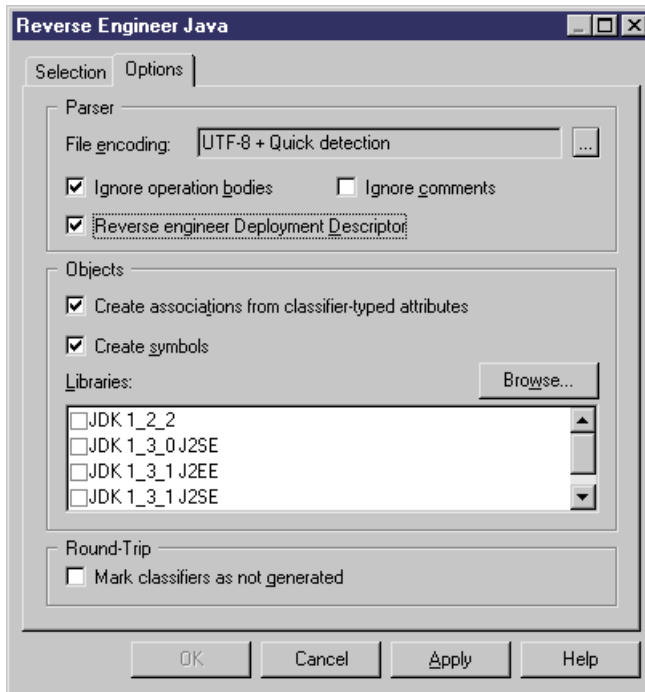 Reverse Engineer Java
Selection Options
Parser
File encoding: UTF-8 + Quick detection ...
Ignore operation bodies Ignore comments
Reverse engineer Deployment Descriptor
Objects
Create associations from classifier-typed attributes
Create symbols
Libraries: Browse...
JDK 1_2_2
JDK 1_3_0 J2SE
JDK 1_3_1 J2EE
JDK 1_3_1 J2SE
Round-Trip
Mark classifiers as not generated
OK Cancel Apply Help